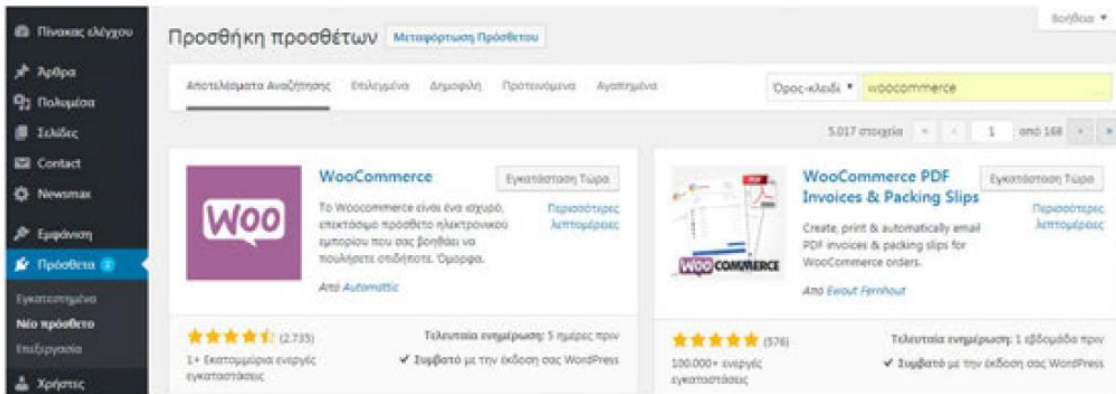 Πίνακας ελέγχου
Άρθρα
Πολυμέσα
Σελίδες
Contact
Newsmax
Εμφάνιση
Πρόσθετα 2
Εγκατεστημένα
Νέο πρόσθετο
Επεξεργασία
Χρήστες
Βοήθεια
Προσθήκη προσθέτων Μεταφόρτωση Πρόσθετου
Αποτελέσματα Αναζήτησης Επιλεγμένα Δημοφιλή Προτεινόμενα Αγαπημένα Όρος-κλειδί woocommerce
5.017 στοιχεία « ‹ 1 από 168 › »
WOO
WooCommerce
Εγκατάσταση Τώρα
Περισσότερες
λεπτομέρειες
Το Woocommerce είναι ένα ισχυρό,
επεκτάσιμο πρόσθετο ηλεκτρονικού
εμπορίου που σας βοηθάει να
πουλήσετε οτιδήποτε. Όμορφα.
Από Automattic
(2.735)
1+ Εκατομμύρια ενεργές
εγκαταστάσεις
Τελευταία ενημέρωση: 5 ημέρες πριν
✔ Συμβατό με την έκδοση σας WordPress
PDF
WOO COMMERCE
WooCommerce PDF
Invoices & Packing Slips
Εγκατάσταση Τώρα
Περισσότερες
λεπτομέρειες
Create, print & automatically email
PDF invoices & packing slips for
WooCommerce orders.
Από Ewout Fernhout
(576)
100.000+ ενεργές
εγκαταστάσεις
Τελευταία ενημέρωση: 1 εβδομάδα πριν
✔ Συμβατό με την έκδοση σας WordPress